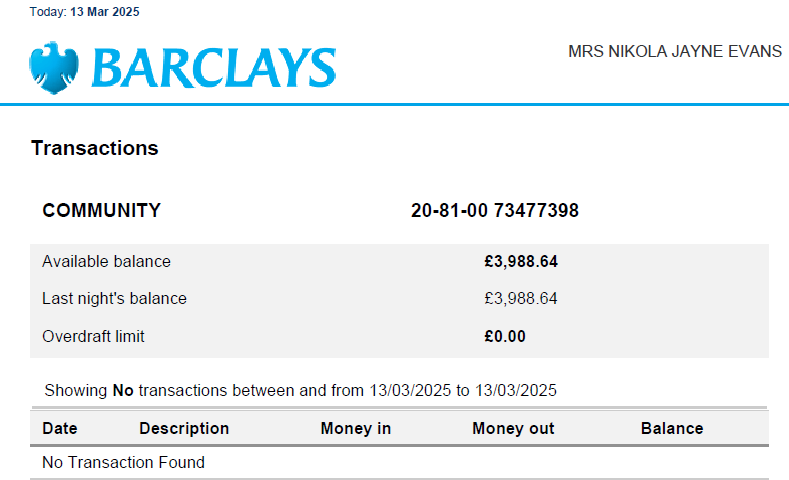 Today: 13 Mar 2025
BARCLAYS
MRS NIKOLA JAYNE EVANS
Transactions
COMMUNITY 20-81-00 73477398
Available balance £3,988.64
Last night's balance £3,988.64
Overdraft limit £0.00
Showing No transactions between and from 13/03/2025 to 13/03/2025
Date Description Money in Money out Balance
No Transaction Found